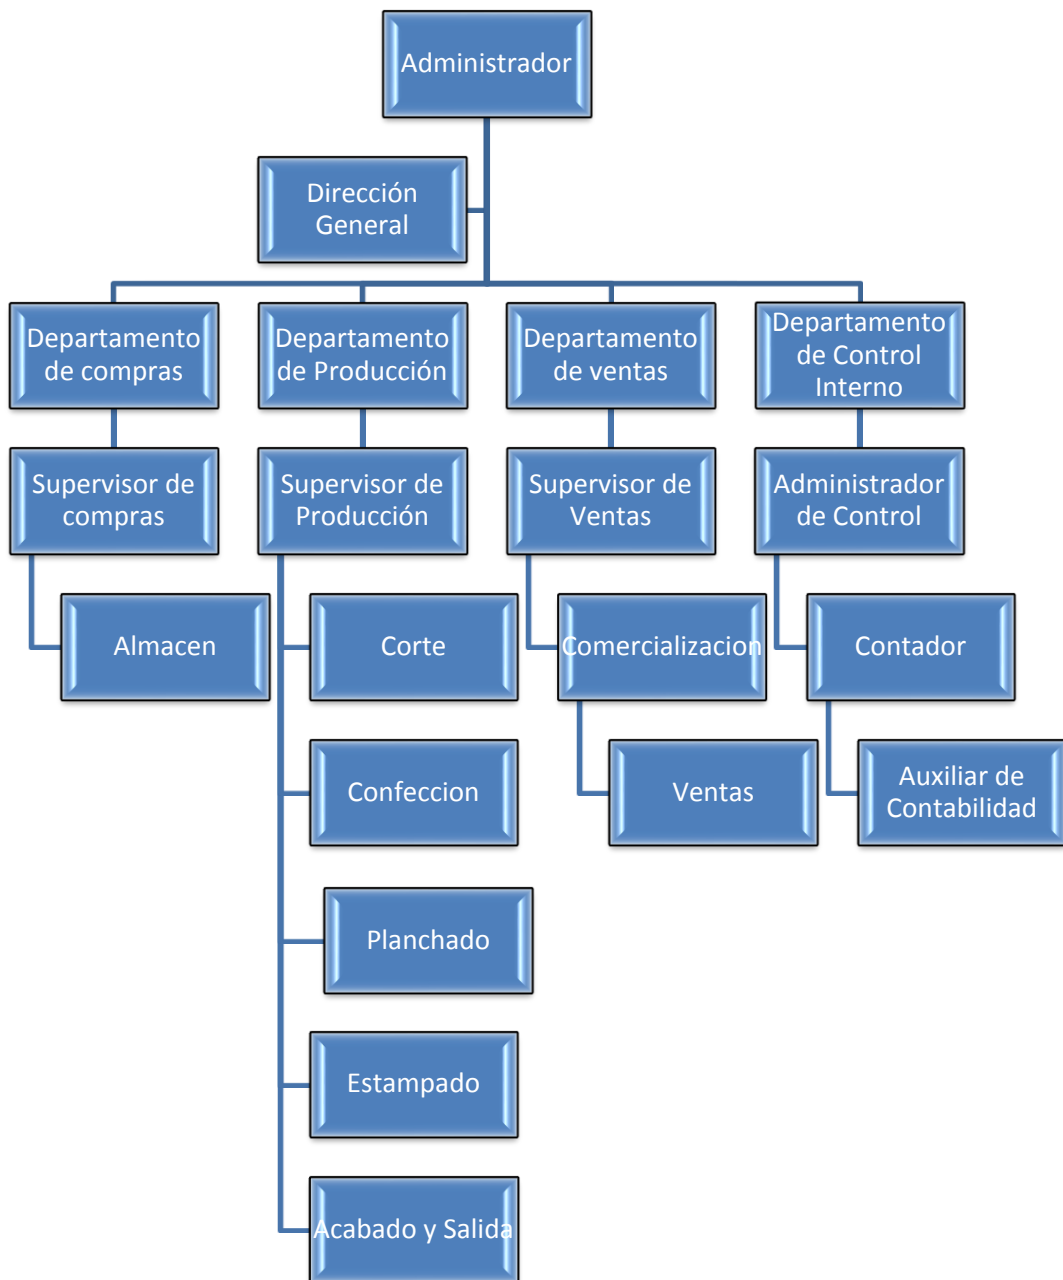 Administrador
Dirección
General
Departamento
de compras
Departamento
de Producción
Departamento
de ventas
Departamento
de Control
Interno
Supervisor de
compras
Supervisor de
Producción
Supervisor de
Ventas
Administrador
de Control
Almacen
Corte
Comercializacion
Contador
Confeccion
Ventas
Auxiliar de
Contabilidad
Planchado
Estampado
Acabado y Salida